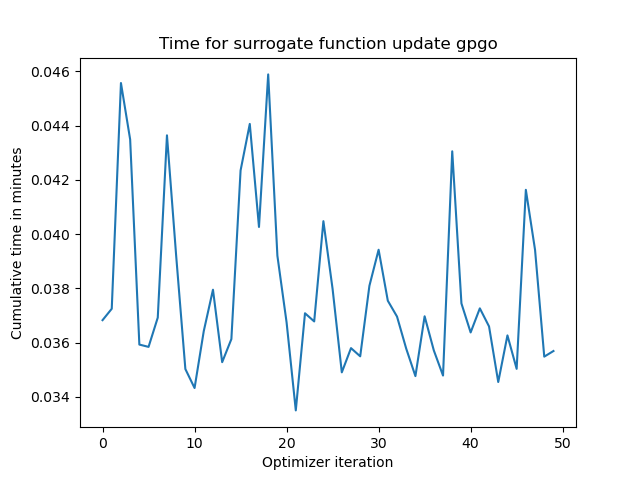 Time for surrogate function update gpgo
Cumulative time in minutes
0.046
0.044
0.042
0.040
0.038
0.036
0.034
0 10 20 30 40 50
Optimizer iteration